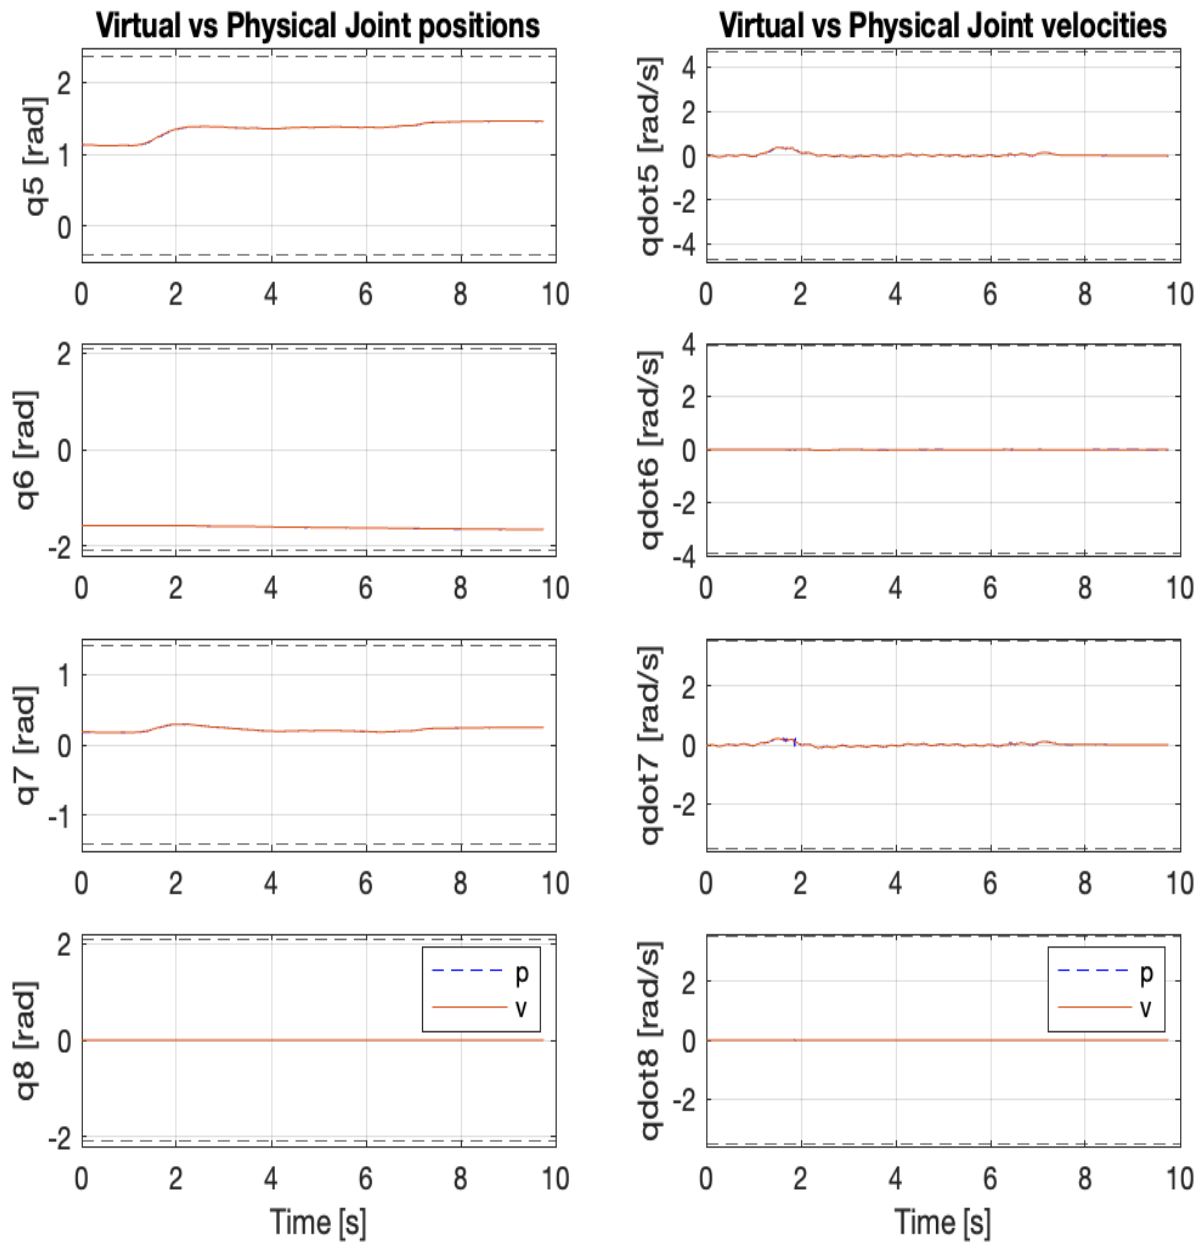 Virtual vs Physical Joint positions
q5 [rad]
2
1
0
0 2 4 6 8 10
q6 [rad]
2
0
-2
0 2 4 6 8 10
q7 [rad]
1
0
-1
0 2 4 6 8 10
q8 [rad]
2
0
-2
p
v
0 2 4 6 8 10
Time [s]
Virtual vs Physical Joint velocities
qdot5 [rad/s]
4
2
0
-2
-4
0 2 4 6 8 10
qdot6 [rad/s]
4
2
0
-2
-4
0 2 4 6 8 10
qdot7 [rad/s]
2
0
-2
0 2 4 6 8 10
qdot8 [rad/s]
2
0
-2
p
v
0 2 4 6 8 10
Time [s]